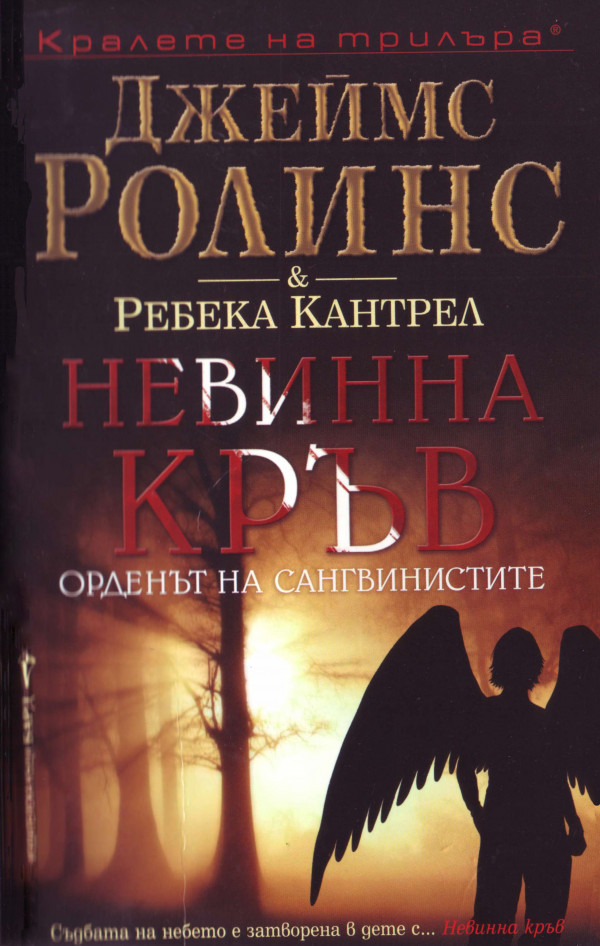 Кралете на трилъра®
ДЖЕЙМС
РОЛИНС
&
РЕБЕКА КАНТРЕЛ
НЕВИННА
КРЪВ
ОРДЕНЪТ НА САНГВИНИСТИТЕ
Съдбата на небето е затворена в дете с... Невинна кръв